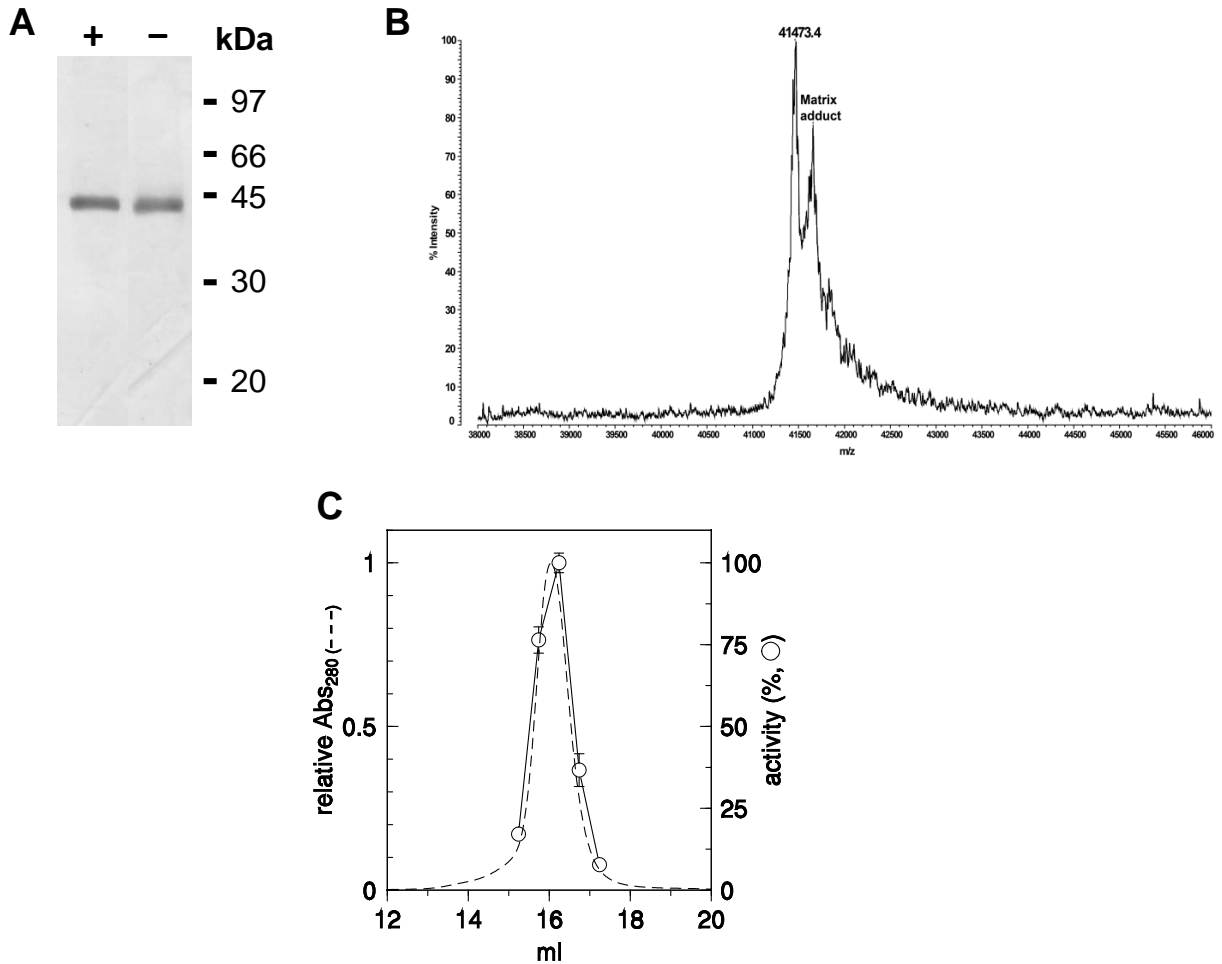 A
+ − kDa
97
66
45
30
20
B
41473.4
Matrix
adduct
% Intensity
100
90
80
70
60
50
40
30
20
10
0
38000 38500 39000 39500 40000 40500 41000 41500 42000 42500 43000 43500 44000 44500 45000 45500 46000
m/z
C
relative Abs280 (---)
1
0.5
0
100
75
50
25
0
activity (%, ○)
12 14 16 18 20
ml